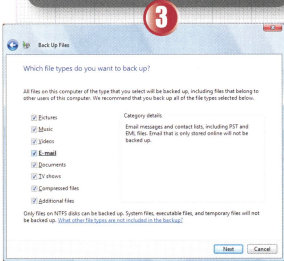 3
Back Up Files
Which file types do you want to back up?
All files on this computer of the type that you select will be backed up, including files that belong to
other users of this computer. We recommend that you back up all of the file types selected below.
Category details
Pictures
Music
Videos
E-mail
Documents
TV shows
Compressed files
Additional files
Email messages and contact lists, including PST and
EML files. Email that is only stored online will not be
backed up.
Only files on NTFS disks can be backed up. System files, executable files, and temporary files will not
be backed up. What other file types are not included in the backup?
Next
Cancel